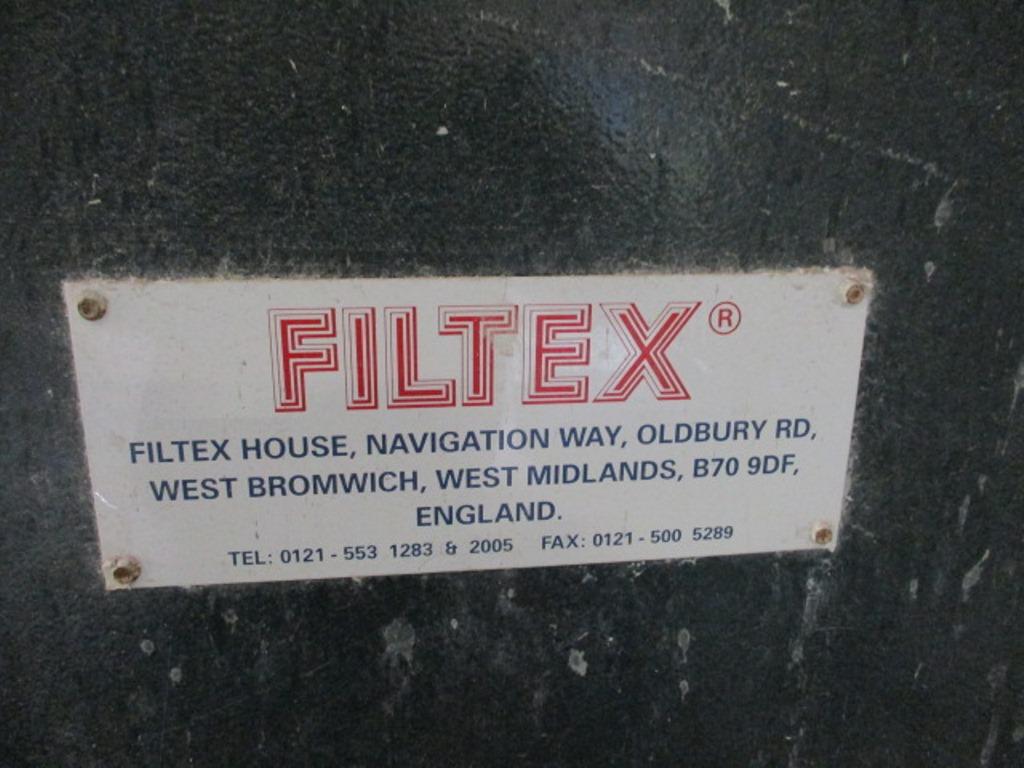 FILTEX®
FILTEX HOUSE, NAVIGATION WAY, OLDBURY RD,
WEST BROMWICH, WEST MIDLANDS, B70 9DF,
ENGLAND.
TEL: 0121 - 553 1283 & 2005 FAX: 0121 - 500 5289